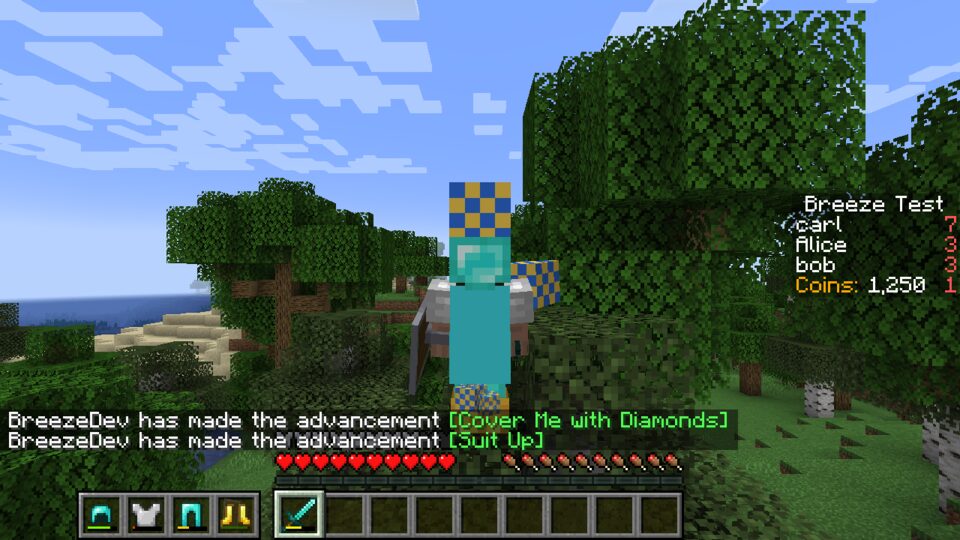 Breeze Test
carl 7
Alice 3
bob 3
Coins: 1,250 1
BreezeDev has made the advancement [Cover Me with Diamonds]
BreezeDev has made the advancement [Suit Up]